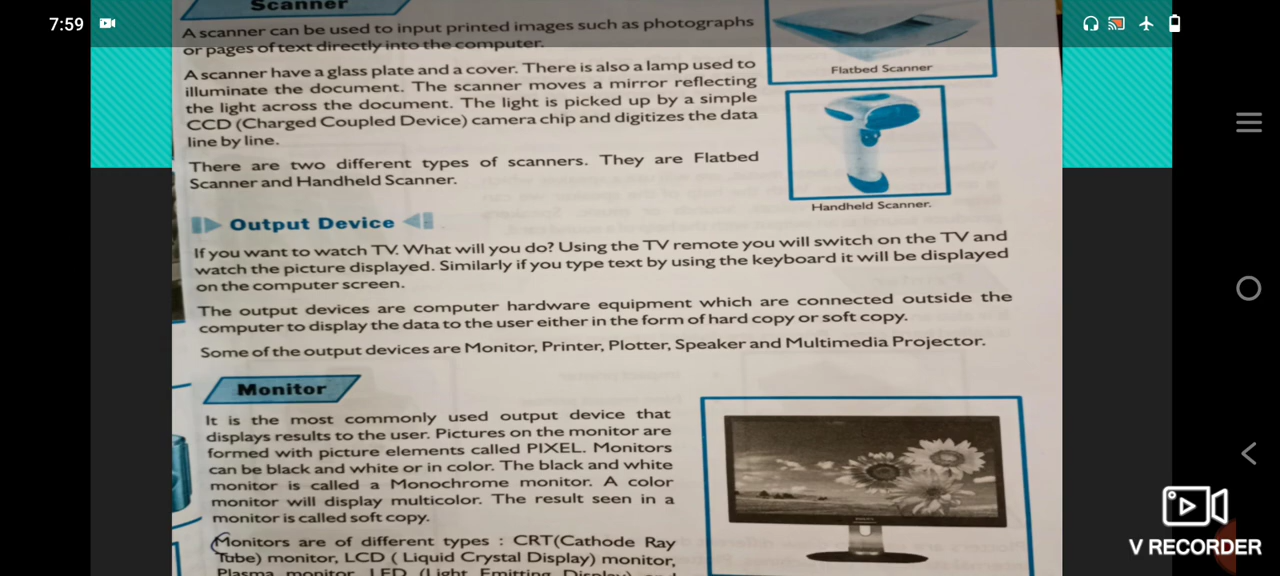 7:59
Scanner
A scanner can be used to input printed images such as photographs
or pages of text directly into the computer.
A scanner have a glass plate and a cover. There is also a lamp used to
illuminate the document. The scanner moves a mirror reflecting
the light across the document. The light is picked up by a simple
CCD (Charged Coupled Device) camera chip and digitizes the data
line by line.
There are two different types of scanners. They are Flatbed
Scanner and Handheld Scanner.
Flatbed Scanner
Handheld Scanner.
Output Device
If you want to watch TV. What will you do? Using the TV remote you will switch on the TV and
watch the picture displayed. Similarly if you type text by using the keyboard it will be displayed
on the computer screen.
The output devices are computer hardware equipment which are connected outside the
computer to display the data to the user either in the form of hard copy or soft copy.
Some of the output devices are Monitor, Printer, Plotter, Speaker and Multimedia Projector.
Monitor
It is the most commonly used output device that
displays results to the user. Pictures on the monitor are
formed with picture elements called PIXEL. Monitors
can be black and white or in color. The black and white
monitor is called a Monochrome monitor. A color
monitor will display multicolor. The result seen in a
monitor is called soft copy.
Monitors are of different types : CRT(Cathode Ray
Tube) monitor, LCD ( Liquid Crystal Display) monitor,
Plasma monitor, LED (Light Emitting Display) and
V RECORDER